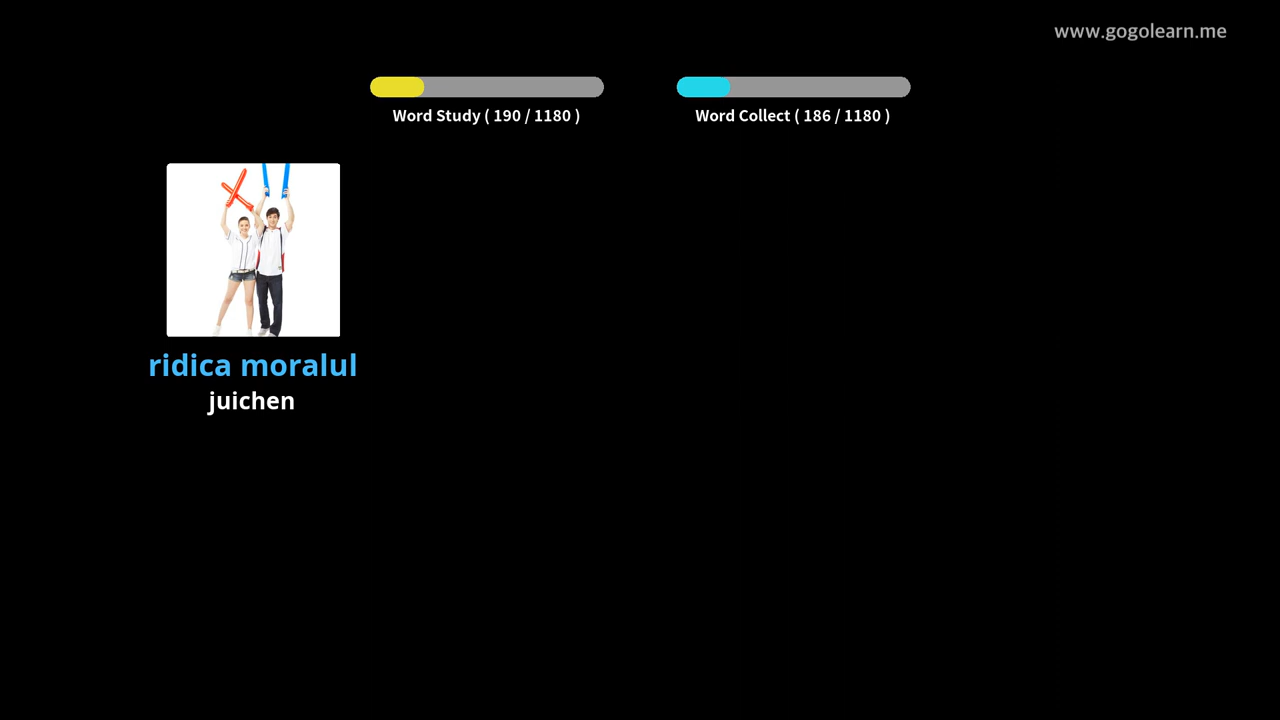 www.gogolearn.me
Word Study ( 190 / 1180 )
Word Collect ( 186 / 1180 )
ridica moralul
juichen